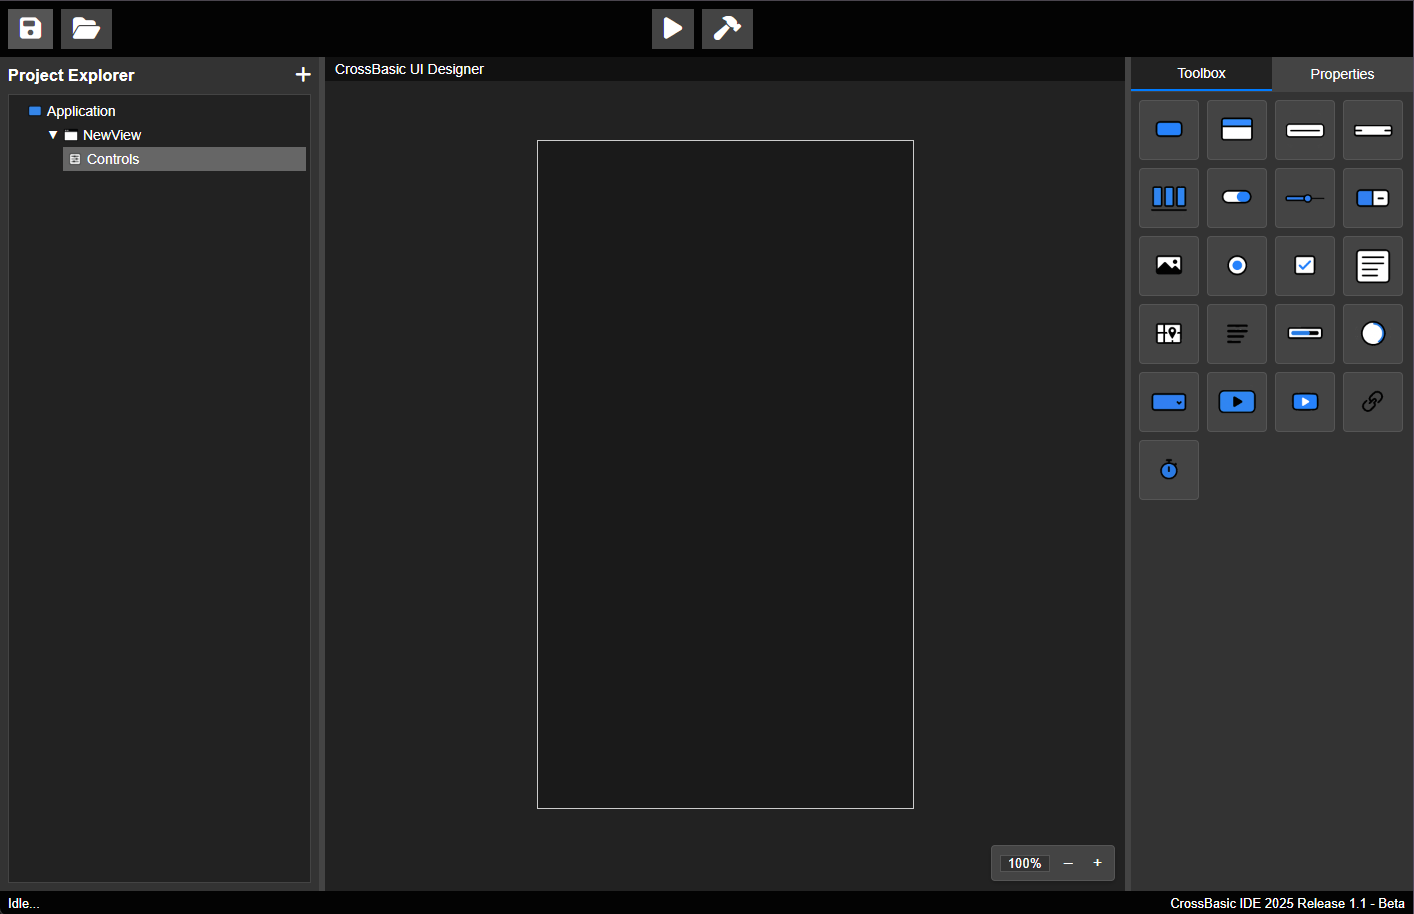 Project Explorer
CrossBasic UI Designer
Toolbox
Properties
Application
NewView
Controls
100%
Idle...
CrossBasic IDE 2025 Release 1.1 - Beta